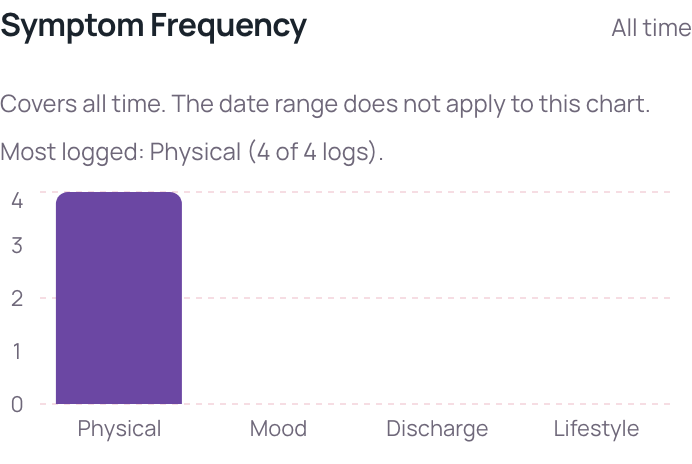 Symptom Frequency
All time
Covers all time. The date range does not apply to this chart.
Most logged: Physical (4 of 4 logs).
4
3
2
1
0
Physical Mood Discharge Lifestyle